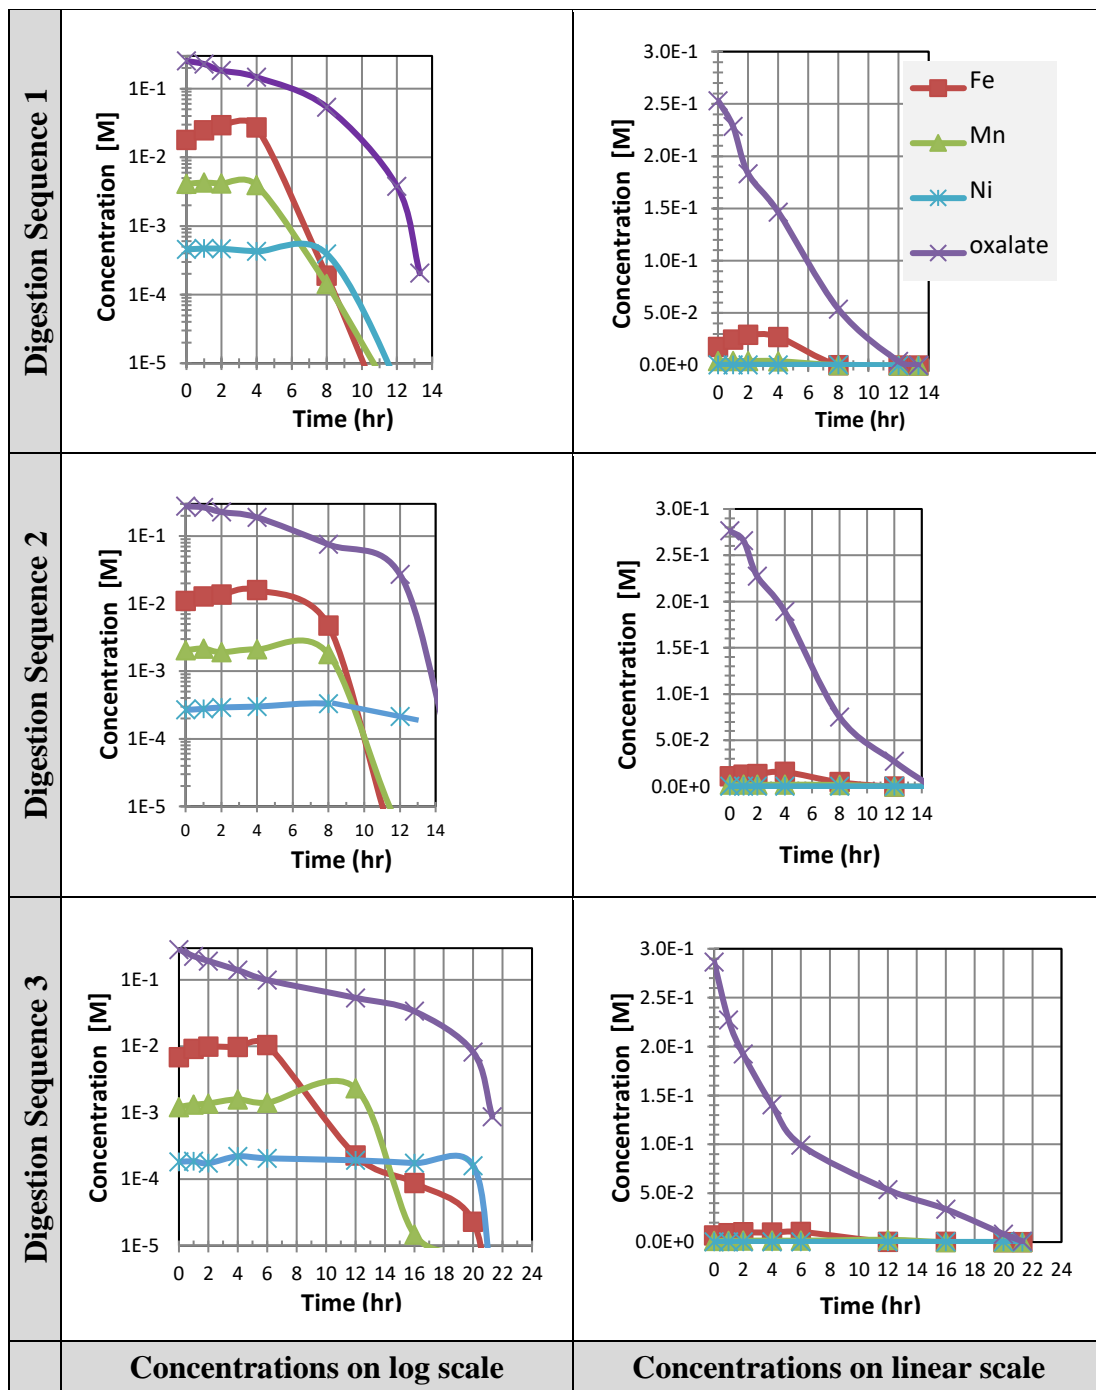 Digestion Sequence 1
Concentration [M]
1E-1
1E-2
1E-3
1E-4
1E-5
0 2 4 6 8 10 12 14
Time (hr)
Concentration [M]
3.0E-1
2.5E-1
2.0E-1
1.5E-1
1.0E-1
5.0E-2
0.0E+0
0 2 4 6 8 10 12 14
Time (hr)
Fe
Mn
Ni
oxalate
Digestion Sequence 2
Concentration [M]
1E-1
1E-2
1E-3
1E-4
1E-5
0 2 4 6 8 10 12 14
Time (hr)
Concentration [M]
3.0E-1
2.5E-1
2.0E-1
1.5E-1
1.0E-1
5.0E-2
0.0E+0
0 2 4 6 8 10 12 14
Time (hr)
Digestion Sequence 3
Concentration [M]
1E-1
1E-2
1E-3
1E-4
1E-5
0 2 4 6 8 10 12 14 16 18 20 22 24
Time (hr)
Concentration [M]
3.0E-1
2.5E-1
2.0E-1
1.5E-1
1.0E-1
5.0E-2
0.0E+0
0 2 4 6 8 10 12 14 16 18 20 22 24
Time (hr)
Concentrations on log scale
Concentrations on linear scale